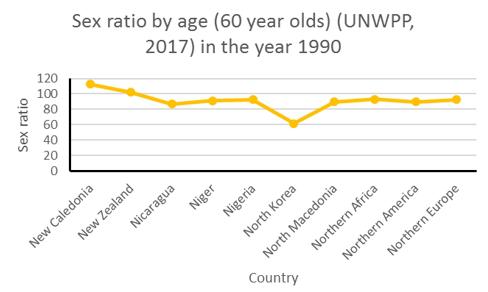 Sex ratio by age (60 year olds) (UNWPP,
2017) in the year 1990
Sex ratio
120
100
80
60
40
20
0
New Caledonia
New Zealand
Nicaragua
Niger
Nigeria
North Korea
North Macedonia
Northern Africa
Northern America
Northern Europe
Country